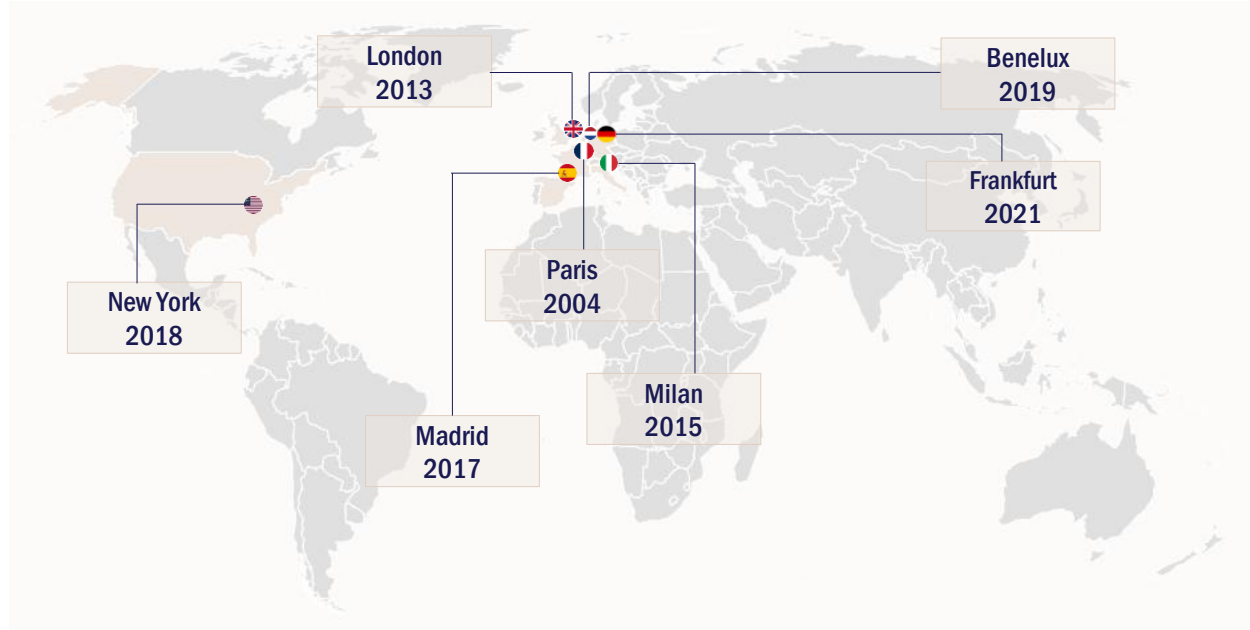 London
2013
Benelux
2019
Frankfurt
2021
Paris
2004
New York
2018
Milan
2015
Madrid
2017